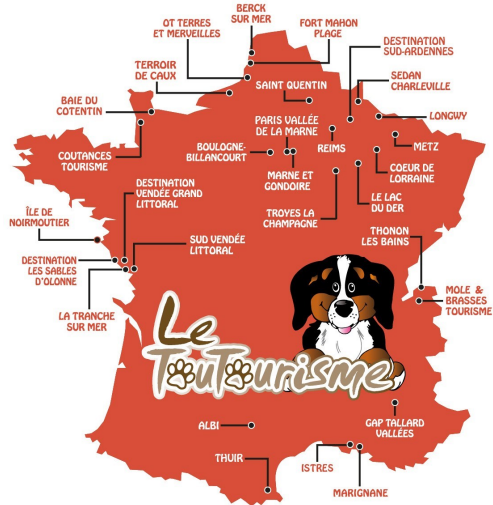 BERCK
SUR MER
OT TERRES
ET MERVEILLES
FORT MAHON
PLAGE
DESTINATION
SUD-ARDENNES
TERROIR
DE CAUX
SAINT QUENTIN
SEDAN
CHARLEVILLE
BAIE DU
COTENTIN
LONGWY
PARIS VALLÉE
DE LA MARNE
COUTANCES
TOURISME
BOULOGNE-
BILLANCOURT
REIMS
METZ
MARNE ET
GONDOIRE
COEUR DE
LORRAINE
DESTINATION
VENDÉE GRAND
LITTORAL
LE LAC
DU DER
TROYES LA
CHAMPAGNE
ÎLE DE
NOIRMOUTIER
THONON
LES BAINS
SUD VENDÉE
LITTORAL
DESTINATION
LES SABLES
D'OLONNE
MOLE &
BRASSES
TOURISME
LA TRANCHE
SUR MER
Le
TouTourisme
ALBI
GAP TALLARD
VALLÉES
THUIR
ISTRES
MARIGNANE